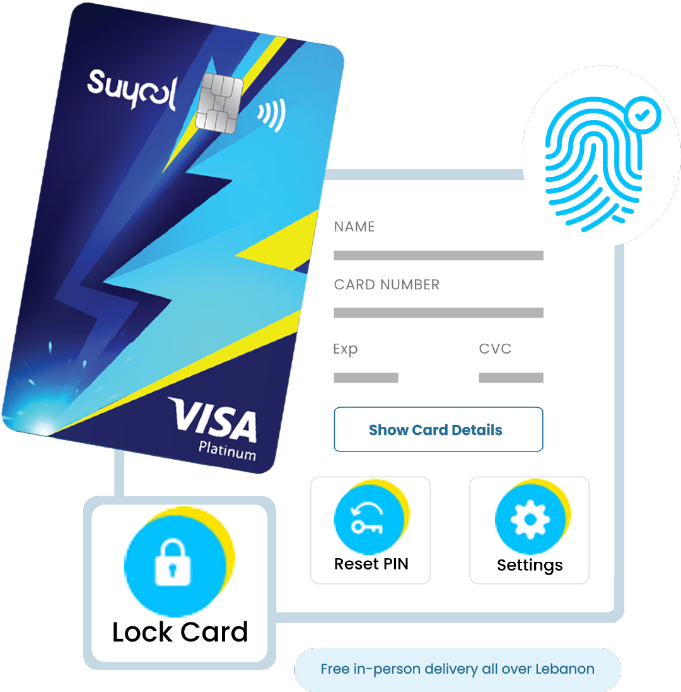 Suyool
VISA
Platinum
NAME
CARD NUMBER
Exp CVC
Show Card Details
Reset PIN
Settings
Lock Card
Free in-person delivery all over Lebanon